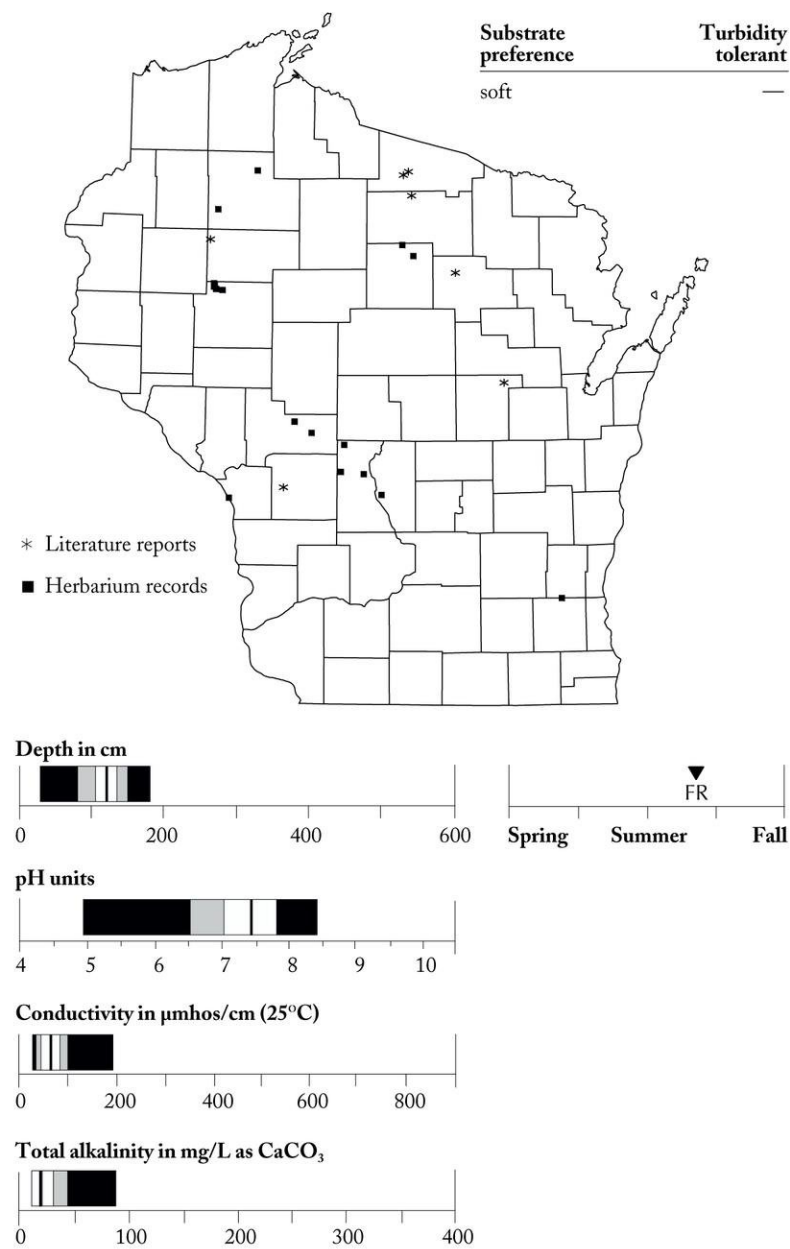 Substrate preference
Turbidity tolerant
soft
—
* Literature reports
■ Herbarium records
Depth in cm
0 200 400 600
FR
Spring Summer Fall
pH units
4 5 6 7 8 9 10
Conductivity in µmhos/cm (25°C)
0 200 400 600 800
Total alkalinity in mg/L as CaCO₃
0 100 200 300 400